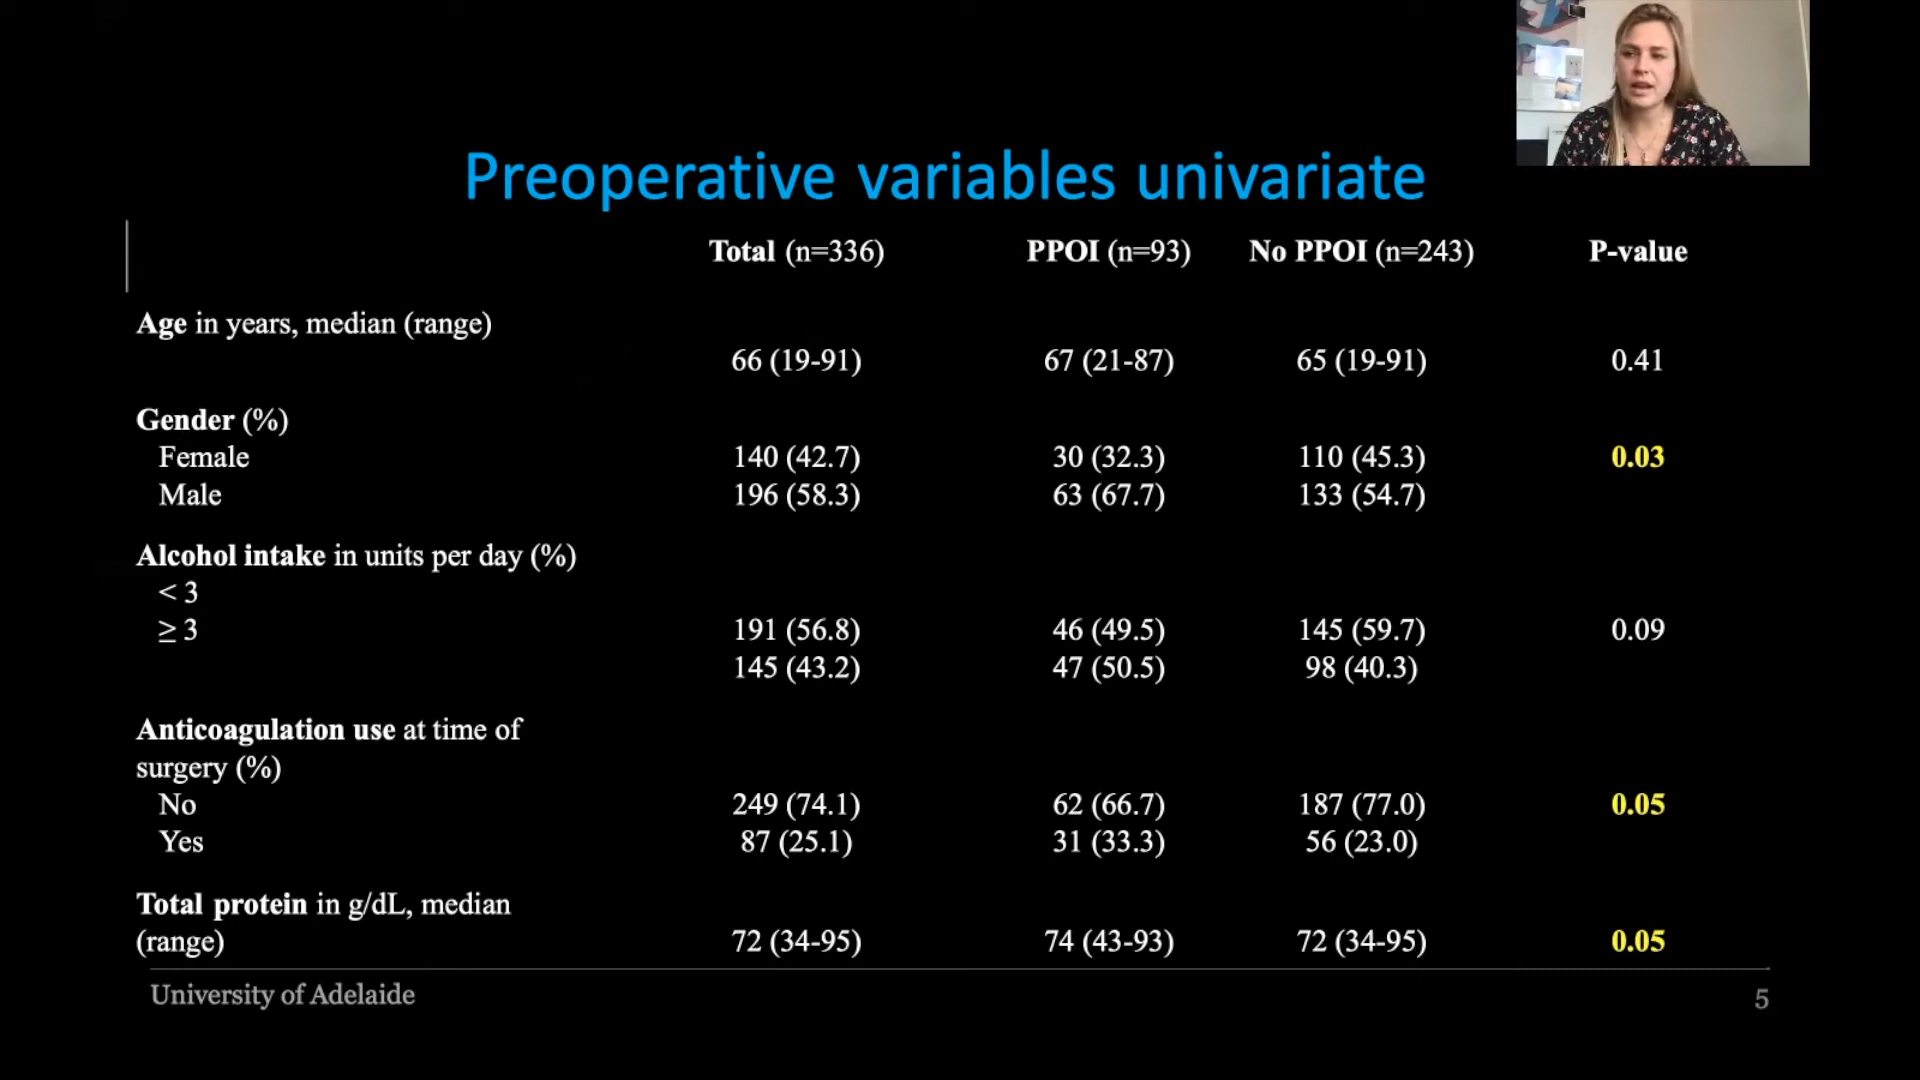 Preoperative variables univariate
Total (n=336) PPOI (n=93) No PPOI (n=243) P-value
Age in years, median (range)
66 (19-91) 67 (21-87) 65 (19-91) 0.41
Gender (%)
Female 140 (42.7) 30 (32.3) 110 (45.3) 0.03
Male 196 (58.3) 63 (67.7) 133 (54.7)
Alcohol intake in units per day (%)
< 3
≥ 3 191 (56.8) 46 (49.5) 145 (59.7) 0.09
145 (43.2) 47 (50.5) 98 (40.3)
Anticoagulation use at time of
surgery (%)
No 249 (74.1) 62 (66.7) 187 (77.0) 0.05
Yes 87 (25.1) 31 (33.3) 56 (23.0)
Total protein in g/dL, median
(range) 72 (34-95) 74 (43-93) 72 (34-95) 0.05
University of Adelaide 5